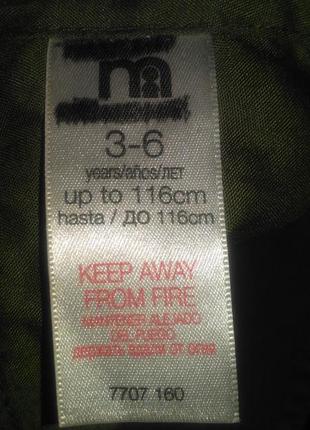 m
3-6
years/años/ЛЕТ
up to 116cm
hasta / ДО 116cm
KEEP AWAY
FROM FIRE
MANTENER ALEJADO
DEL FUEGO
держать вдали от огня
7707 160